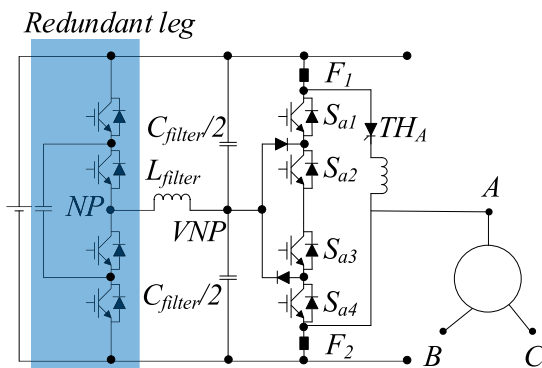 Redundant leg
F1
Sa1
THA
Cfilter/2
Sa2
Lfilter
NP
A
VNP
Sa3
Cfilter/2
Sa4
F2
B
C